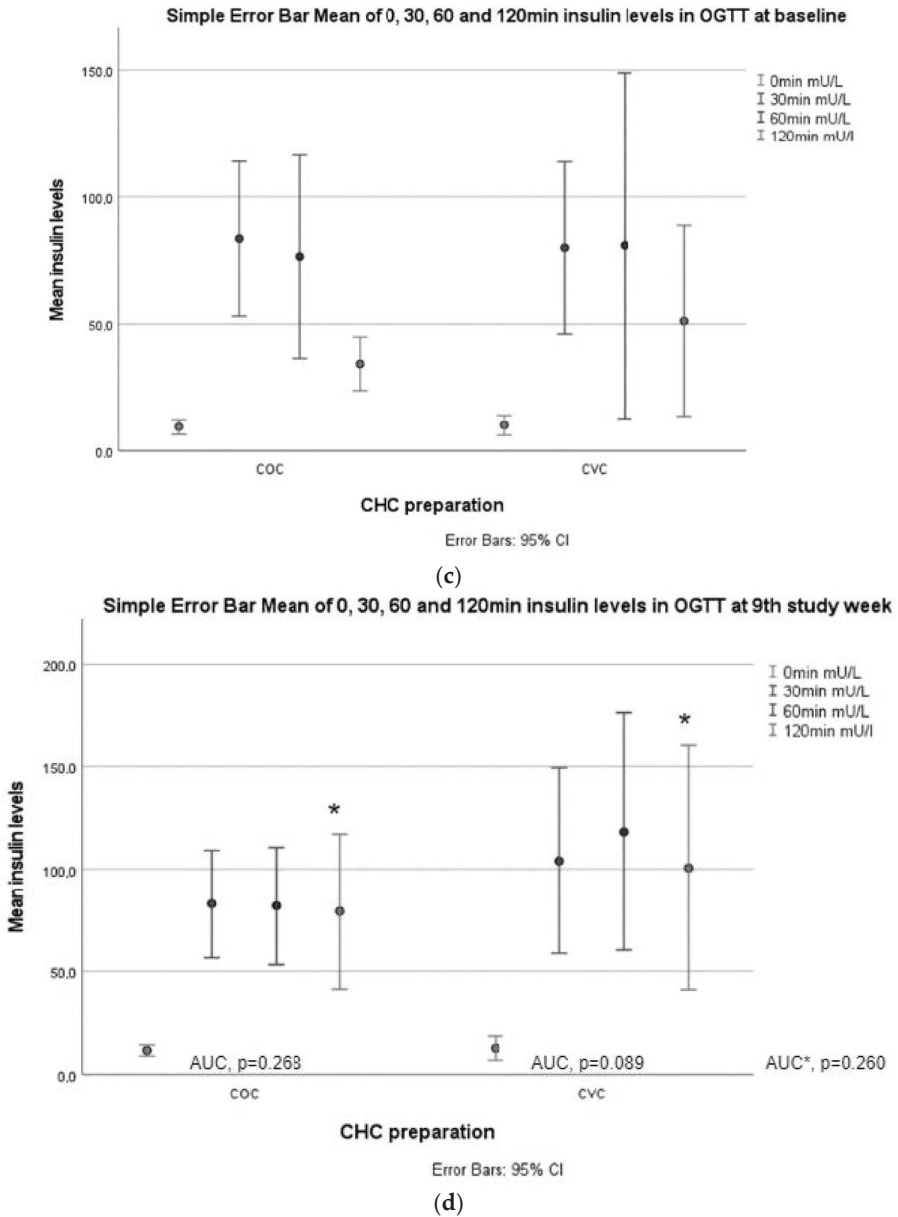 Simple Error Bar Mean of 0, 30, 60 and 120min insulin levels in OGTT at baseline
150.0
100.0
50.0
0.0
Mean insulin levels
0min mU/L
30min mU/L
60min mU/L
120min mU/l
COC
CVC
CHC preparation
Error Bars: 95% CI
(c)
Simple Error Bar Mean of 0, 30, 60 and 120min insulin levels in OGTT at 9th study week
200.0
150.0
100.0
50.0
0.0
Mean insulin levels
0min mU/L
30min mU/L
60min mU/L
120min mU/l
*
*
AUC, p=0.268
AUC, p=0.089
AUC*, p=0.260
COC
CVC
CHC preparation
Error Bars: 95% CI
(d)